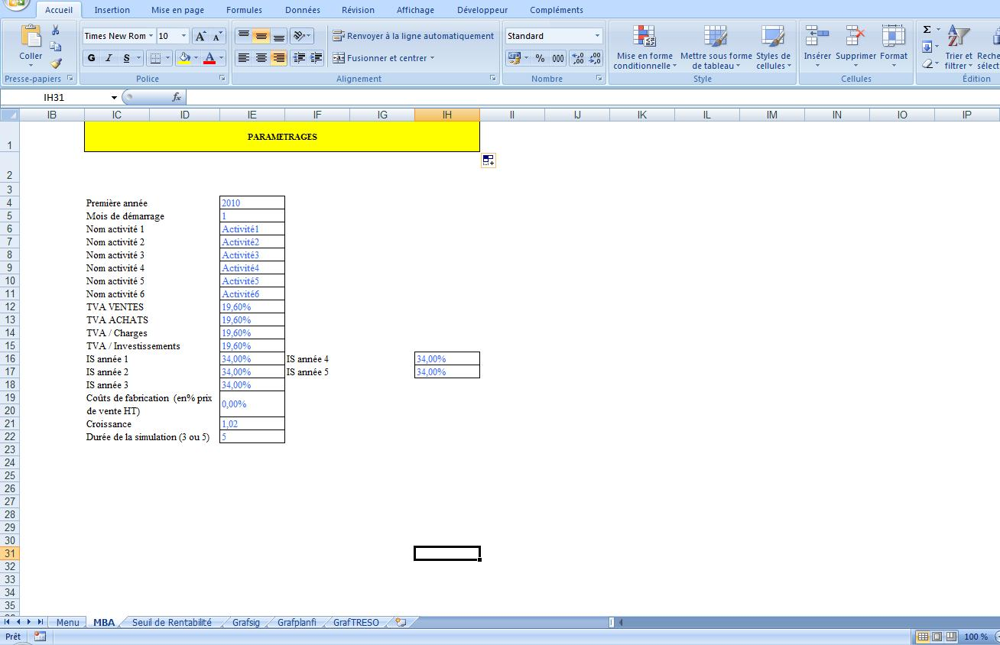 Accueil Insertion Mise en page Formules Données Révision Affichage Développeur Compléments
Coller Times New Rom 10 A A Renvoyer à la ligne automatiquement Standard Mise en forme conditionnelle Mettre sous forme de tableau Styles de cellules Insérer Supprimer Format Σ Trier et filtrer Reche sélect
G I S A Fusionner et centrer % 000 ,00 ,00
Presse-papiers Police Alignement Nombre Style Cellules Édition
IH31 fx
IB IC ID IE IF IG IH II IJ IK IL IM IN IO IP
1 PARAMETRAGES
2
3
4 Première année 2010
5 Mois de démarrage 1
6 Nom activité 1 Activité1
7 Nom activité 2 Activité2
8 Nom activité 3 Activité3
9 Nom activité 4 Activité4
10 Nom activité 5 Activité5
11 Nom activité 6 Activité6
12 TVA VENTES 19,60%
13 TVA ACHATS 19,60%
14 TVA / Charges 19,60%
15 TVA / Investissements 19,60%
16 IS année 1 34,00% IS année 4 34,00%
17 IS année 2 34,00% IS année 5 34,00%
18 IS année 3 34,00%
19 Coûts de fabrication (en% prix
20 de vente HT) 0,00%
21 Croissance 1,02
22 Durée de la simulation (3 ou 5) 5
23
24
25
26
27
28
29
30
31
32
33
34
35
Menu MBA Seuil de Rentabilité Grafsig Grafplanfi GrafTRESO
Prêt 100 %